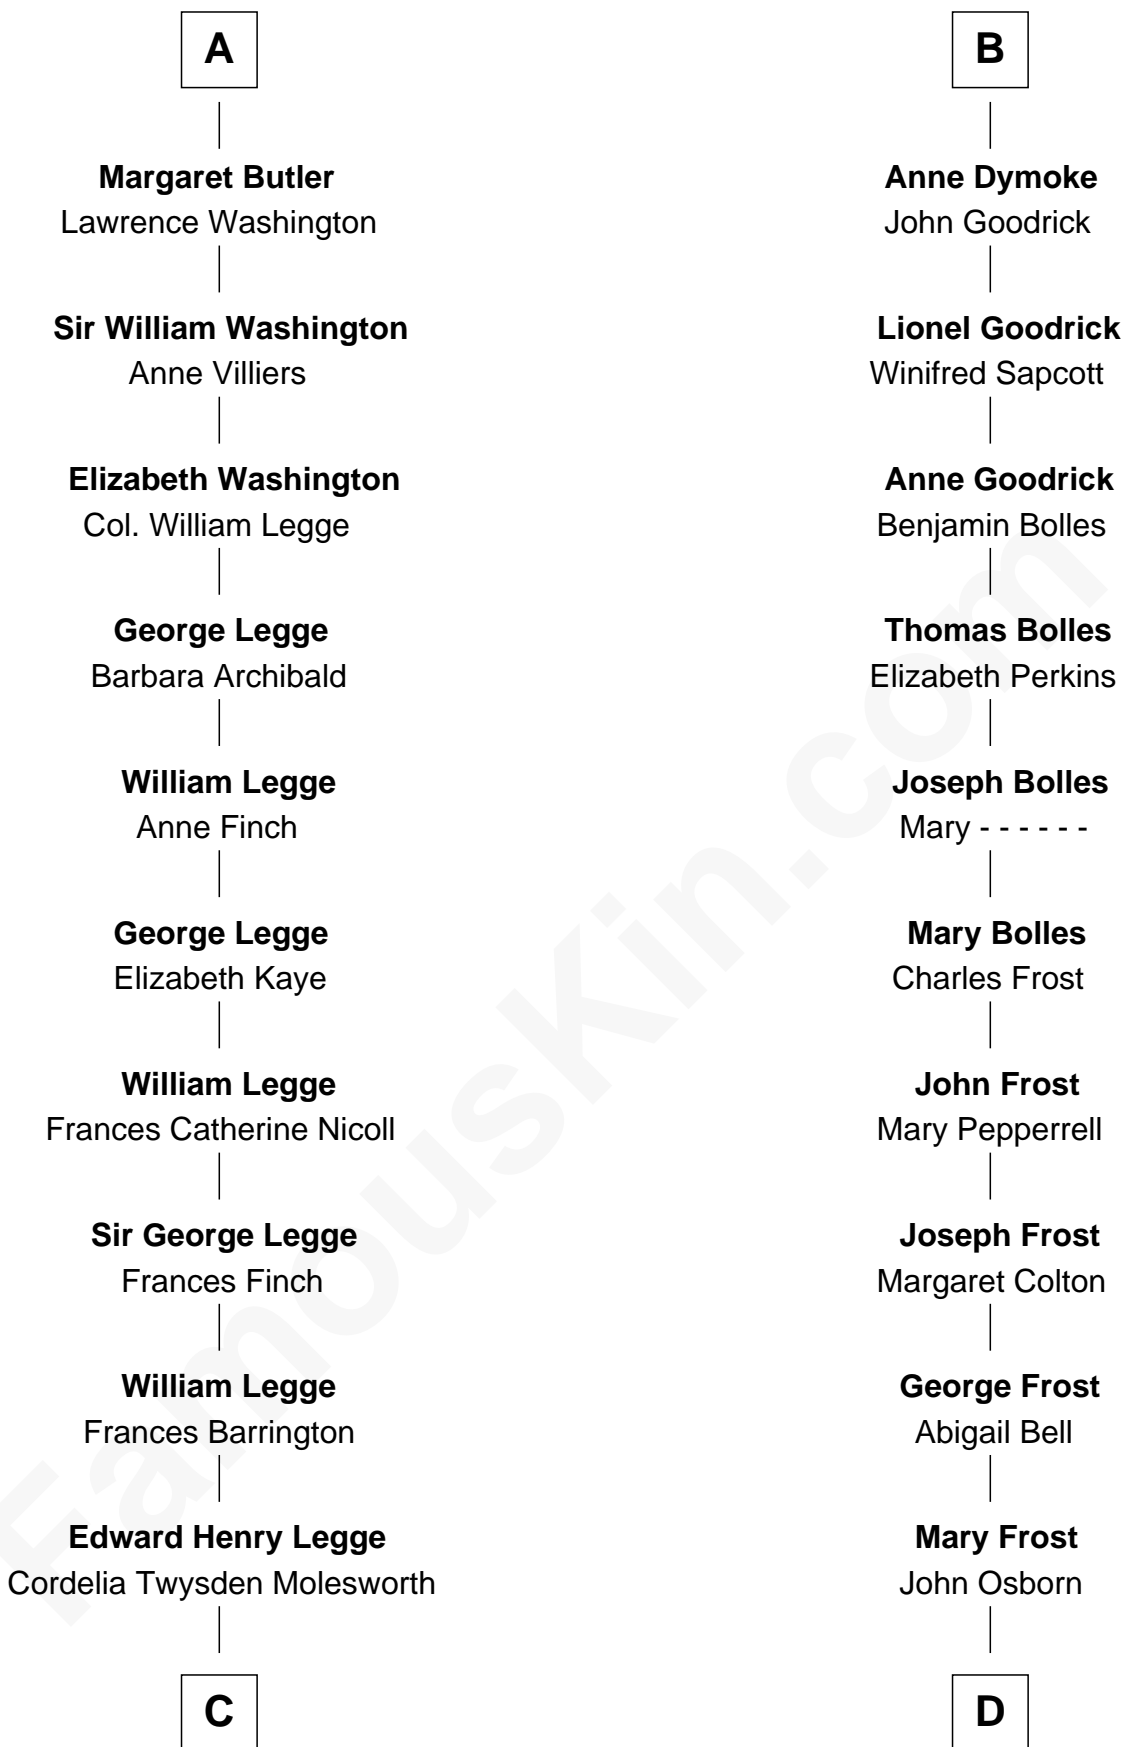 A
Margaret Butler
Lawrence Washington
Sir William Washington
Anne Villiers
Elizabeth Washington
Col. William Legge
George Legge
Barbara Archibald
William Legge
Anne Finch
George Legge
Elizabeth Kaye
William Legge
Frances Catherine Nicoll
Sir George Legge
Frances Finch
William Legge
Frances Barrington
Edward Henry Legge
Cordelia Twysden Molesworth
C
B
Anne Dymoke
John Goodrick
Lionel Goodrick
Winifred Sapcott
Anne Goodrick
Benjamin Bolles
Thomas Bolles
Elizabeth Perkins
Joseph Bolles
Mary - - - - - -
Mary Bolles
Charles Frost
John Frost
Mary Pepperrell
Joseph Frost
Margaret Colton
George Frost
Abigail Bell
Mary Frost
John Osborn
D
FamousKin.com